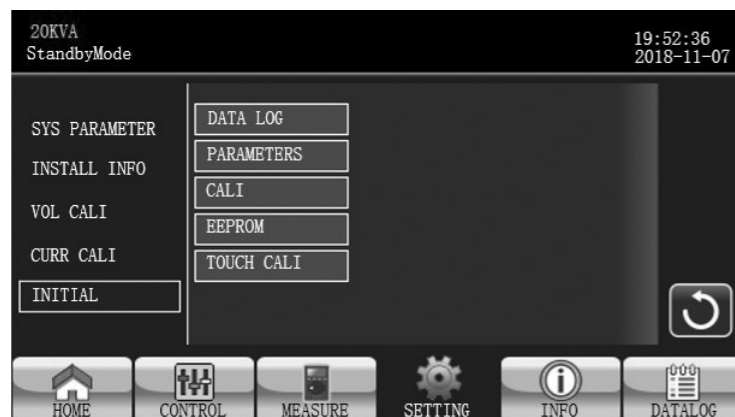 20KVA
StandbyMode
19:52:36
2018-11-07
SYS PARAMETER
INSTALL INFO
VOL CALI
CURR CALI
INITIAL
DATA LOG
PARAMETERS
CALI
EEPROM
TOUCH CALI
HOME
CONTROL
MEASURE
SETTING
INFO
DATALOG